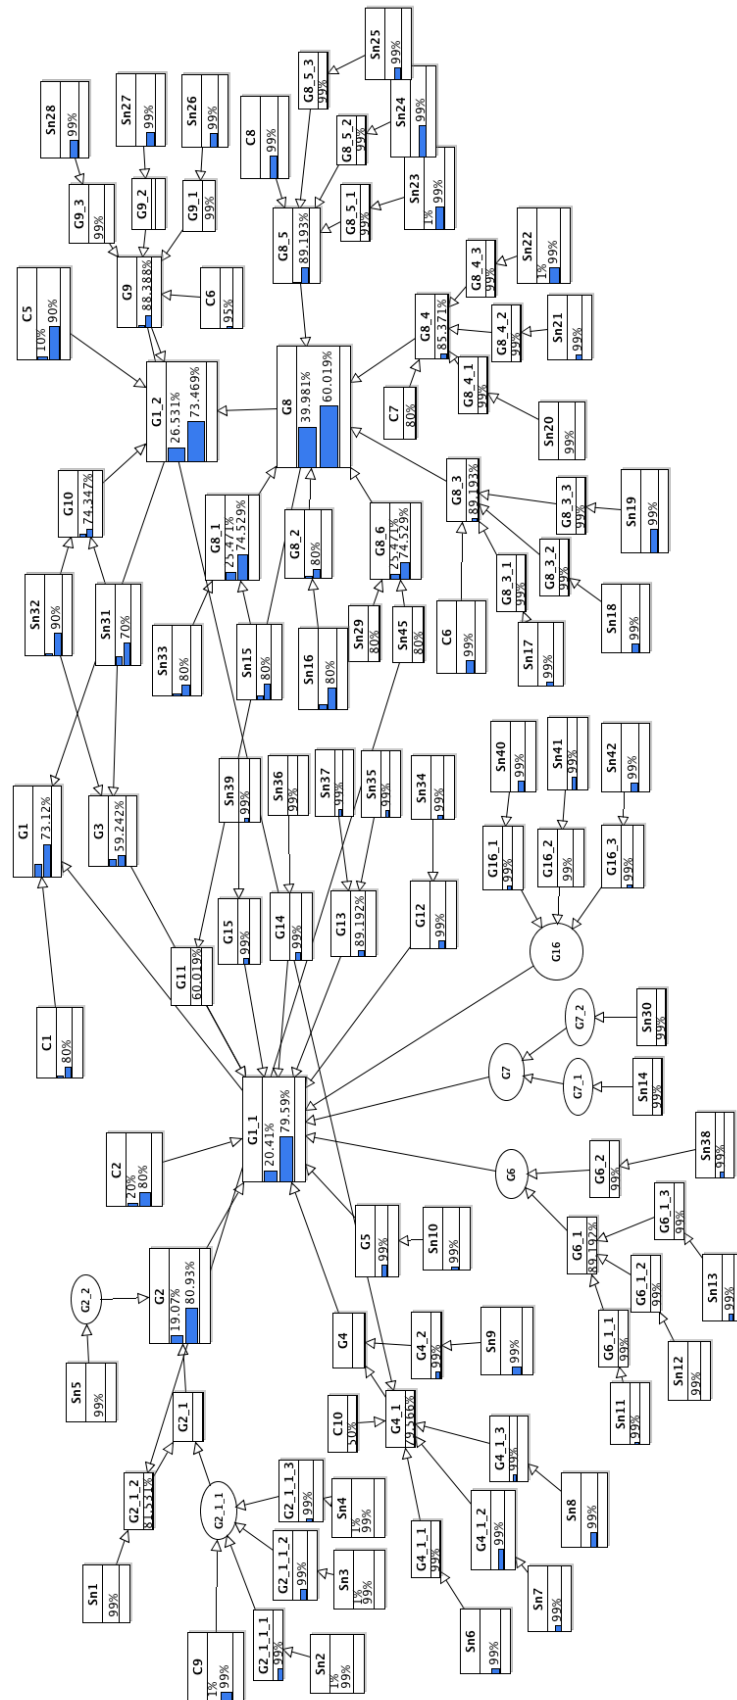 Sn28
99%
Sn27
99%
Sn26
99%
G9_3
99%
G9_2
G9_1
99%
C5
10%
90%
G9
88.388%
C6
95%
G1_2
26.531%
73.469%
G10
74.347%
Sn32
90%
Sn31
70%
Sn25
99%
G8_5_3
99%
Sn24
99%
G8_5_2
99%
C8
99%
Sn23
1%
99%
G8_5_1
99%
G8_5
89.193%
Sn22
1%
99%
G8_4_3
99%
Sn21
99%
G8_4_2
99%
G8_4
85.371%
G8_4_1
99%
Sn20
99%
C7
80%
G8
39.981%
60.019%
G8_3
89.193%
G8_3_3
99%
Sn19
99%
G8_3_2
99%
Sn18
99%
G8_3_1
99%
Sn17
99%
C6
99%
G8_1
25.471%
74.529%
G8_2
80%
G8_6
25.471%
74.529%
Sn33
80%
Sn15
80%
Sn16
80%
Sn29
80%
Sn45
80%
G1
73.12%
G3
59.242%
C1
80%
Sn39
99%
Sn36
99%
Sn37
99%
Sn35
99%
Sn34
99%
G11
60.019%
G15
99%
G14
99%
G13
89.192%
G12
99%
Sn40
99%
Sn41
99%
Sn42
99%
G16_1
99%
G16_2
99%
G16_3
99%
G16
G1_1
20.41%
79.59%
C2
20%
80%
G7_2
Sn30
99%
G7
G7_1
Sn14
99%
G6
G6_2
99%
Sn38
99%
G6_1
89.192%
G6_1_3
99%
Sn13
99%
G6_1_2
99%
Sn12
99%
G6_1_1
99%
Sn11
99%
G5
99%
Sn10
99%
G4
G4_2
99%
Sn9
99%
C10
50%
G4_1
79.566%
G4_1_3
99%
Sn8
99%
G4_1_2
99%
Sn7
99%
G4_1_1
99%
Sn6
99%
G2_2
G2
19.07%
80.93%
Sn5
99%
G2_1
G2_1_2
81.531%
Sn1
99%
G2_1_1
G2_1_1_3
99%
Sn4
1%
99%
G2_1_1_2
99%
Sn3
1%
99%
G2_1_1_1
99%
Sn2
1%
99%
C9
1%
99%